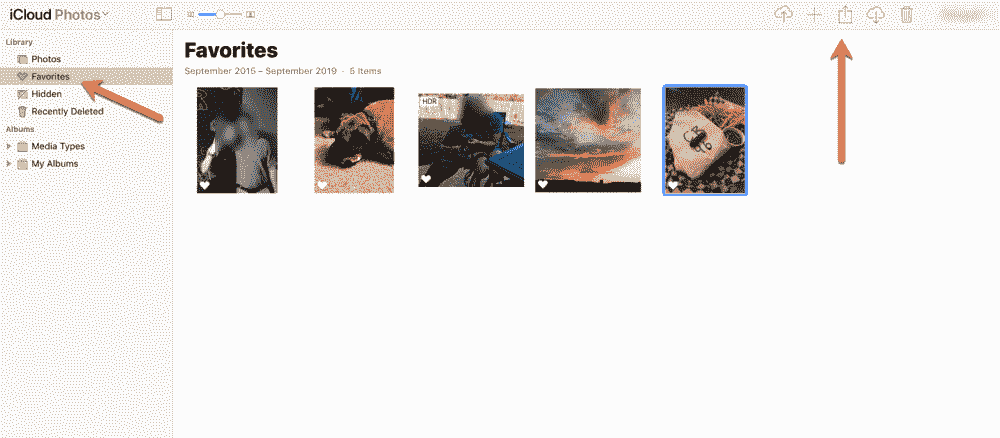 iCloud Photos
Library
Photos
Favorites
Hidden
Recently Deleted
Albums
Media Types
My Albums
Favorites
September 2015 – September 2019 · 5 Items
HDR